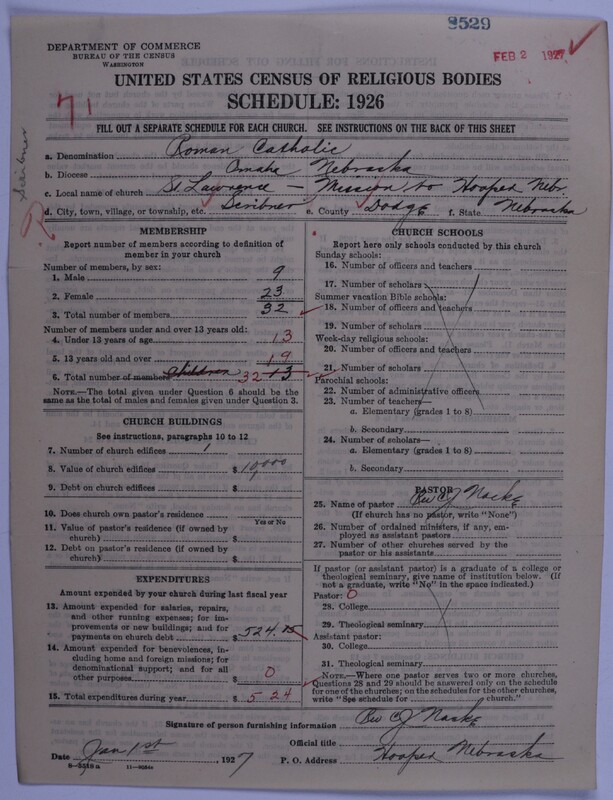 8529
DEPARTMENT OF COMMERCE
BUREAU OF THE CENSUS
WASHINGTON
FEB 2 1927
UNITED STATES CENSUS OF RELIGIOUS BODIES
SCHEDULE: 1926
71
FILL OUT A SEPARATE SCHEDULE FOR EACH CHURCH. SEE INSTRUCTIONS ON THE BACK OF THIS SHEET
Scribner
R
a. Denomination Roman Catholic
b. Diocese Omaha Nebraska
c. Local name of church St Lawrence — Mission to Hooper Nebr.
d. City, town, village, or township, etc. Scribner e. County Dodge f. State Nebraska
MEMBERSHIP
Report number of members according to definition of
member in your church
Number of members, by sex:
1. Male 9
2. Female 23
3. Total number of members 32
Number of members under and over 13 years old:
4. Under 13 years of age 13
5. 13 years old and over 19
6. Total number of members children 32 13
NOTE.—The total given under Question 6 should be the
same as the total of males and females given under Question 3.
CHURCH BUILDINGS
See instructions, paragraphs 10 to 12
7. Number of church edifices 1
8. Value of church edifices $ 10,000
9. Debt on church edifices $
10. Does church own pastor's residence
Yes or No
11. Value of pastor's residence (if owned by
church) $
12. Debt on pastor's residence (if owned by
church) $
EXPENDITURES
Amount expended by your church during last fiscal year
13. Amount expended for salaries, repairs,
and other running expenses; for im-
provements or new buildings; and for
payments on church debt $ 524.75
14. Amount expended for benevolences, in-
cluding home and foreign missions; for
denominational support; and for all
other purposes $ 0
15. Total expenditures during year $ 524
CHURCH SCHOOLS
Report here only schools conducted by this church
Sunday schools:
16. Number of officers and teachers
17. Number of scholars
Summer vacation Bible schools:
18. Number of officers and teachers
19. Number of scholars
Week-day religious schools:
20. Number of officers and teachers
21. Number of scholars
Parochial schools:
22. Number of administrative officers
23. Number of teachers—
a. Elementary (grades 1 to 8)
b. Secondary
24. Number of scholars—
a. Elementary (grades 1 to 8)
b. Secondary
PASTOR
25. Name of pastor Rev C J Naske
(If church has no pastor, write "None")
26. Number of ordained ministers, if any, em-
ployed as assistant pastors
27. Number of other churches served by the
pastor or his assistants
If pastor (or assistant pastor) is a graduate of a college or
theological seminary, give name of institution below. (If
not a graduate, write "No" in the space indicated.)
Pastor: 0
28. College
29. Theological seminary
Assistant pastor:
30. College
31. Theological seminary
NOTE.—Where one pastor serves two or more churches,
Questions 28 and 29 should be answered only on the schedule
for one of the churches; on the schedules for the other churches,
write "See schedule for church."
Signature of person furnishing information Rev C J Naske
Official title
Date Jan 1st, 1927 P. O. Address Hooper Nebraska